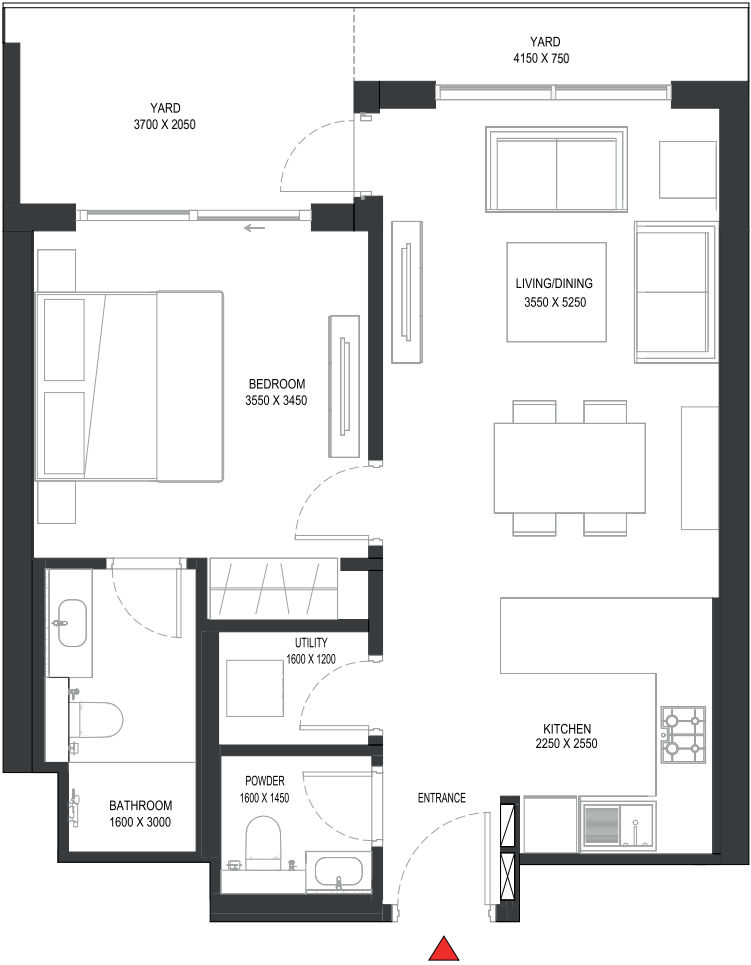 YARD
4150 X 750
YARD
3700 X 2050
LIVING/DINING
3550 X 5250
BEDROOM
3550 X 3450
UTILITY
1600 X 1200
KITCHEN
2250 X 2550
POWDER
1600 X 1450
ENTRANCE
BATHROOM
1600 X 3000